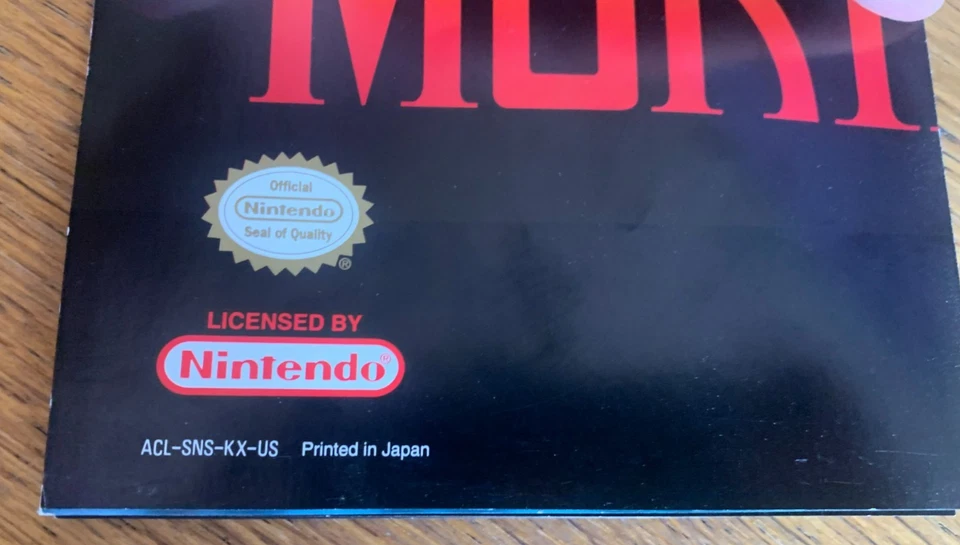 Official
Nintendo
Seal of Quality
®
LICENSED BY
Nintendo®
ACL-SNS-KX-US Printed in Japan